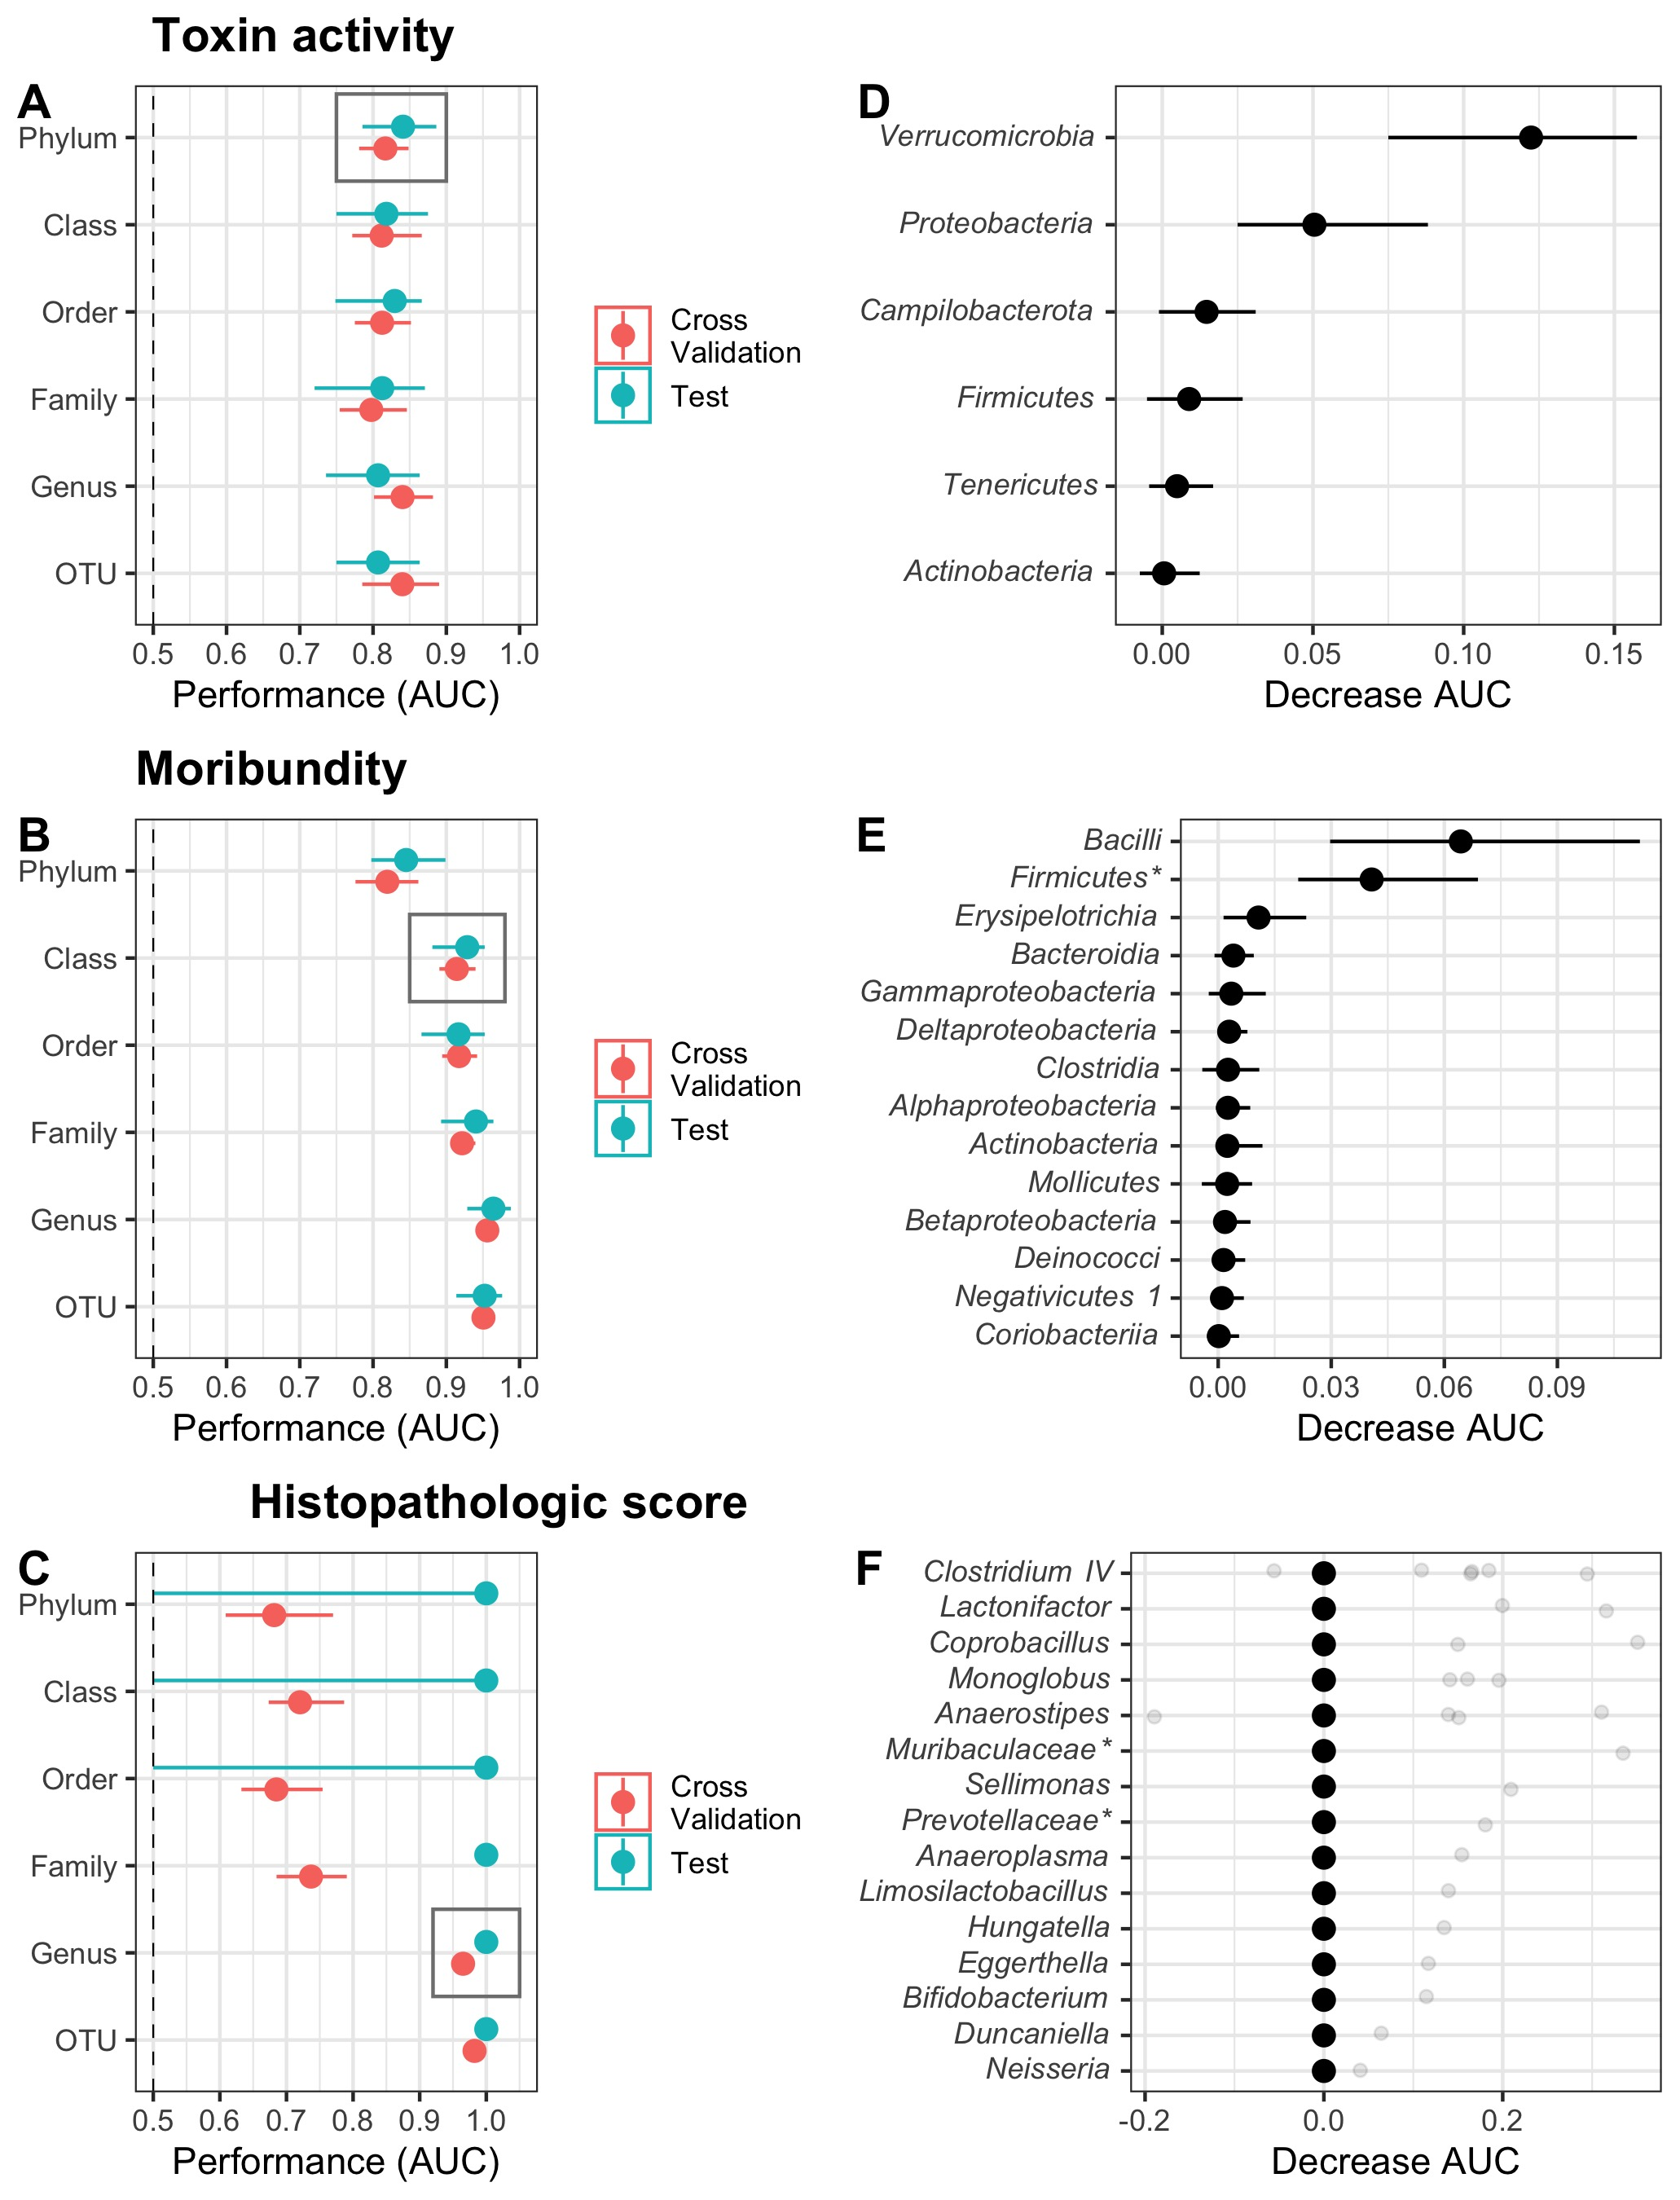 Toxin activity
A
Phylum
Class
Order
Family
Genus
OTU
0.5 0.6 0.7 0.8 0.9 1.0
Performance (AUC)
Cross
Validation
Test
D
Verrucomicrobia
Proteobacteria
Campilobacterota
Firmicutes
Tenericutes
Actinobacteria
0.00 0.05 0.10 0.15
Decrease AUC
Moribundity
B
Phylum
Class
Order
Family
Genus
OTU
0.5 0.6 0.7 0.8 0.9 1.0
Performance (AUC)
Cross
Validation
Test
E
Bacilli
Firmicutes*
Erysipelotrichia
Bacteroidia
Gammaproteobacteria
Deltaproteobacteria
Clostridia
Alphaproteobacteria
Actinobacteria
Mollicutes
Betaproteobacteria
Deinococci
Negativicutes 1
Coriobacteriia
0.00 0.03 0.06 0.09
Decrease AUC
Histopathologic score
C
Phylum
Class
Order
Family
Genus
OTU
0.5 0.6 0.7 0.8 0.9 1.0
Performance (AUC)
Cross
Validation
Test
F
Clostridium IV
Lactonifactor
Coprobacillus
Monoglobus
Anaerostipes
Muribaculaceae*
Sellimonas
Prevotellaceae*
Anaeroplasma
Limosilactobacillus
Hungatella
Eggerthella
Bifidobacterium
Duncaniella
Neisseria
-0.2 0.0 0.2
Decrease AUC